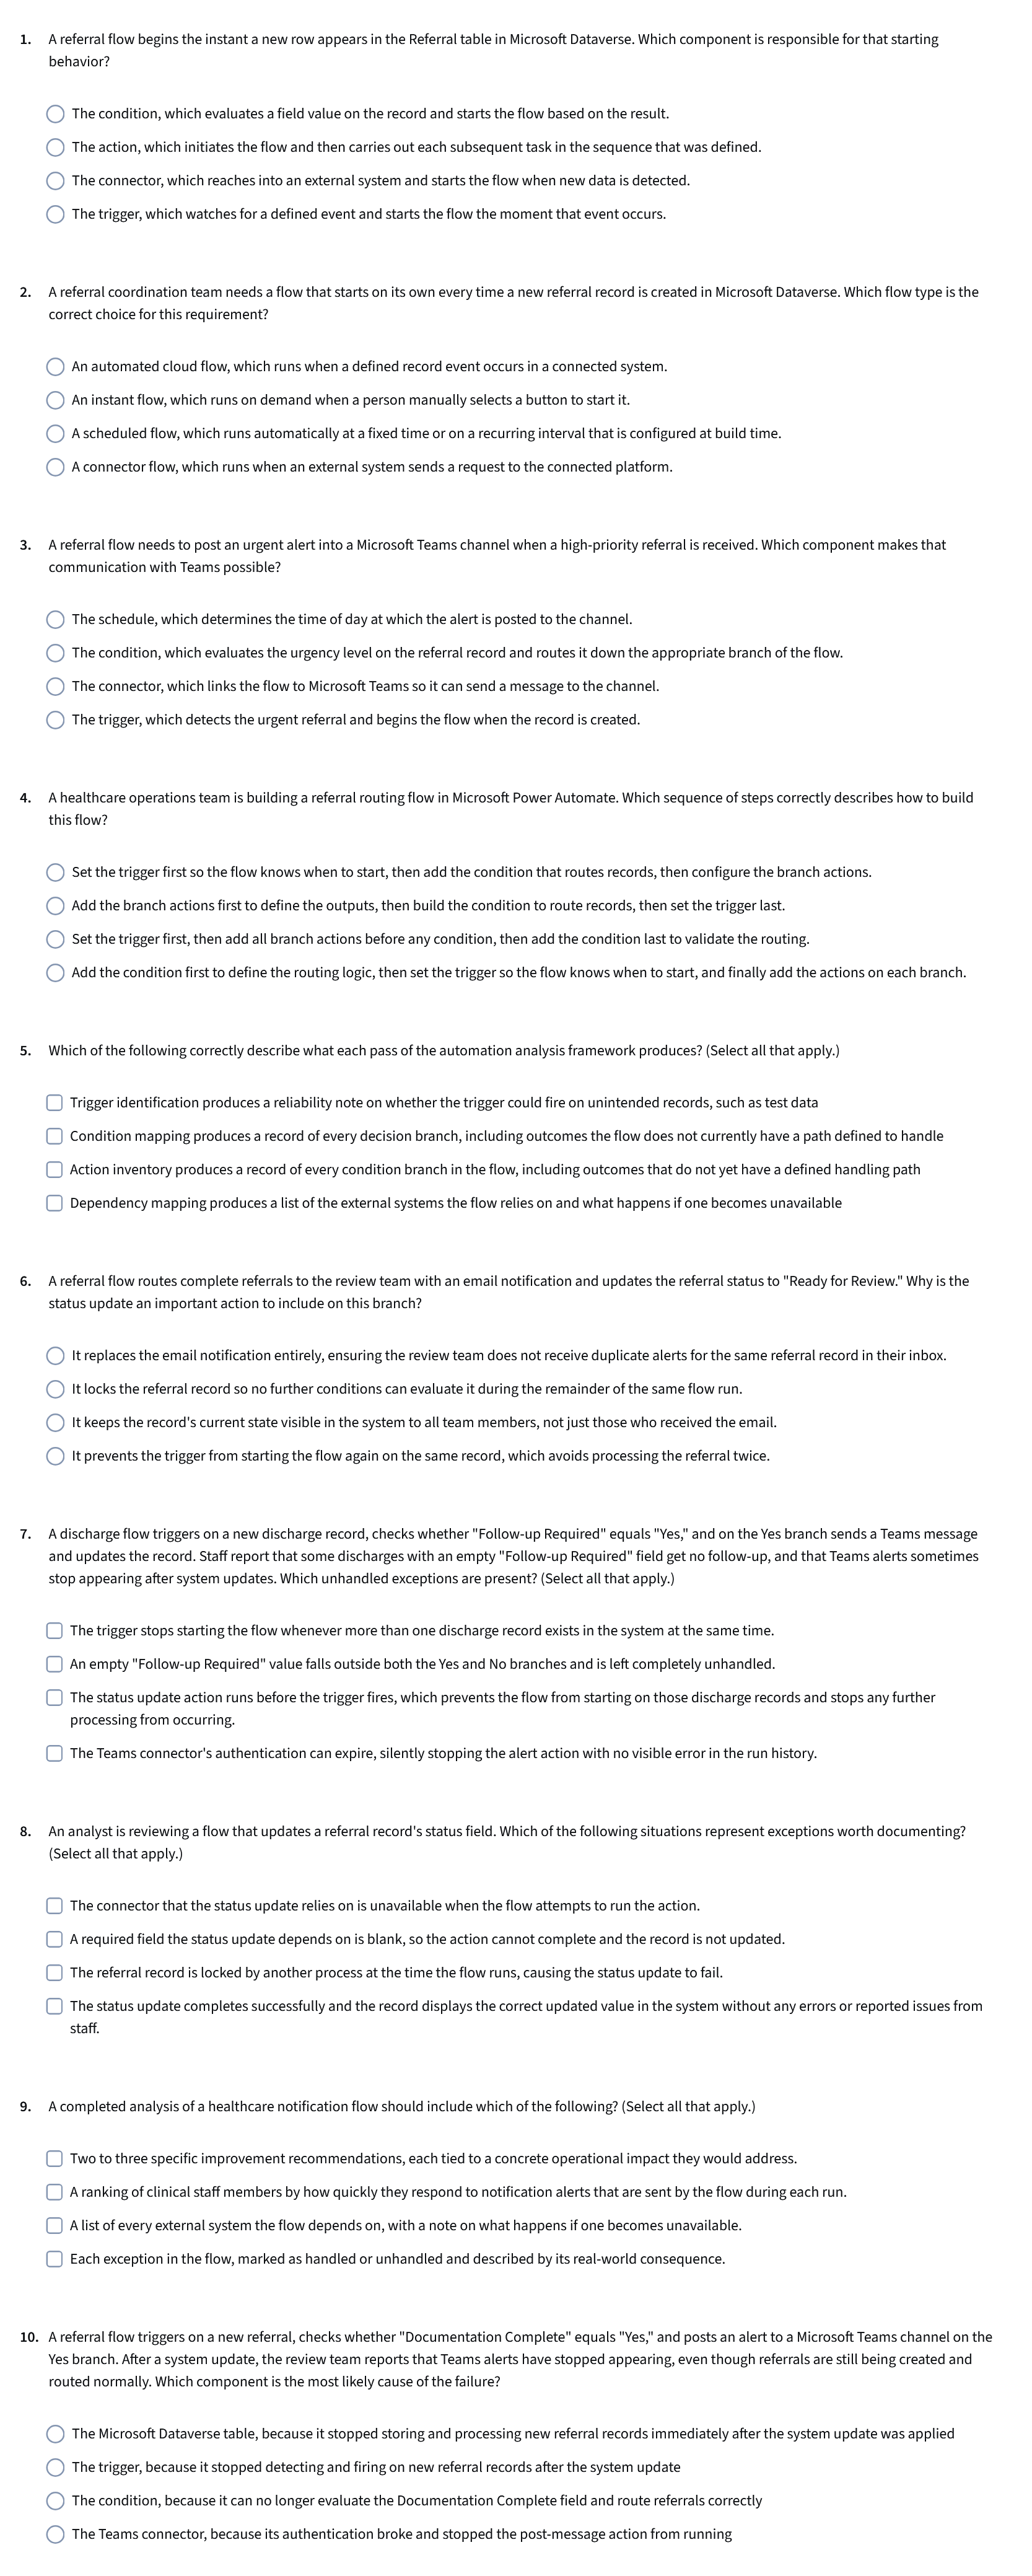 1. A referral flow begins the instant a new row appears in the Referral table in Microsoft Dataverse. Which component is responsible for that starting
behavior?
The condition, which evaluates a field value on the record and starts the flow based on the result.
The action, which initiates the flow and then carries out each subsequent task in the sequence that was defined.
The connector, which reaches into an external system and starts the flow when new data is detected.
The trigger, which watches for a defined event and starts the flow the moment that event occurs.
2. A referral coordination team needs a flow that starts on its own every time a new referral record is created in Microsoft Dataverse. Which flow type is the
correct choice for this requirement?
An automated cloud flow, which runs when a defined record event occurs in a connected system.
An instant flow, which runs on demand when a person manually selects a button to start it.
A scheduled flow, which runs automatically at a fixed time or on a recurring interval that is configured at build time.
A connector flow, which runs when an external system sends a request to the connected platform.
3. A referral flow needs to post an urgent alert into a Microsoft Teams channel when a high-priority referral is received. Which component makes that
communication with Teams possible?
The schedule, which determines the time of day at which the alert is posted to the channel.
The condition, which evaluates the urgency level on the referral record and routes it down the appropriate branch of the flow.
The connector, which links the flow to Microsoft Teams so it can send a message to the channel.
The trigger, which detects the urgent referral and begins the flow when the record is created.
4. A healthcare operations team is building a referral routing flow in Microsoft Power Automate. Which sequence of steps correctly describes how to build
this flow?
Set the trigger first so the flow knows when to start, then add the condition that routes records, then configure the branch actions.
Add the branch actions first to define the outputs, then build the condition to route records, then set the trigger last.
Set the trigger first, then add all branch actions before any condition, then add the condition last to validate the routing.
Add the condition first to define the routing logic, then set the trigger so the flow knows when to start, and finally add the actions on each branch.
5. Which of the following correctly describe what each pass of the automation analysis framework produces? (Select all that apply.)
Trigger identification produces a reliability note on whether the trigger could fire on unintended records, such as test data
Condition mapping produces a record of every decision branch, including outcomes the flow does not currently have a path defined to handle
Action inventory produces a record of every condition branch in the flow, including outcomes that do not yet have a defined handling path
Dependency mapping produces a list of the external systems the flow relies on and what happens if one becomes unavailable
6. A referral flow routes complete referrals to the review team with an email notification and updates the referral status to "Ready for Review." Why is the
status update an important action to include on this branch?
It replaces the email notification entirely, ensuring the review team does not receive duplicate alerts for the same referral record in their inbox.
It locks the referral record so no further conditions can evaluate it during the remainder of the same flow run.
It keeps the record's current state visible in the system to all team members, not just those who received the email.
It prevents the trigger from starting the flow again on the same record, which avoids processing the referral twice.
7. A discharge flow triggers on a new discharge record, checks whether "Follow-up Required" equals "Yes," and on the Yes branch sends a Teams message
and updates the record. Staff report that some discharges with an empty "Follow-up Required" field get no follow-up, and that Teams alerts sometimes
stop appearing after system updates. Which unhandled exceptions are present? (Select all that apply.)
The trigger stops starting the flow whenever more than one discharge record exists in the system at the same time.
An empty "Follow-up Required" value falls outside both the Yes and No branches and is left completely unhandled.
The status update action runs before the trigger fires, which prevents the flow from starting on those discharge records and stops any further
processing from occurring.
The Teams connector's authentication can expire, silently stopping the alert action with no visible error in the run history.
8. An analyst is reviewing a flow that updates a referral record's status field. Which of the following situations represent exceptions worth documenting?
(Select all that apply.)
The connector that the status update relies on is unavailable when the flow attempts to run the action.
A required field the status update depends on is blank, so the action cannot complete and the record is not updated.
The referral record is locked by another process at the time the flow runs, causing the status update to fail.
The status update completes successfully and the record displays the correct updated value in the system without any errors or reported issues from
staff.
9. A completed analysis of a healthcare notification flow should include which of the following? (Select all that apply.)
Two to three specific improvement recommendations, each tied to a concrete operational impact they would address.
A ranking of clinical staff members by how quickly they respond to notification alerts that are sent by the flow during each run.
A list of every external system the flow depends on, with a note on what happens if one becomes unavailable.
Each exception in the flow, marked as handled or unhandled and described by its real-world consequence.
10. A referral flow triggers on a new referral, checks whether "Documentation Complete" equals "Yes," and posts an alert to a Microsoft Teams channel on the
Yes branch. After a system update, the review team reports that Teams alerts have stopped appearing, even though referrals are still being created and
routed normally. Which component is the most likely cause of the failure?
The Microsoft Dataverse table, because it stopped storing and processing new referral records immediately after the system update was applied
The trigger, because it stopped detecting and firing on new referral records after the system update
The condition, because it can no longer evaluate the Documentation Complete field and route referrals correctly
The Teams connector, because its authentication broke and stopped the post-message action from running